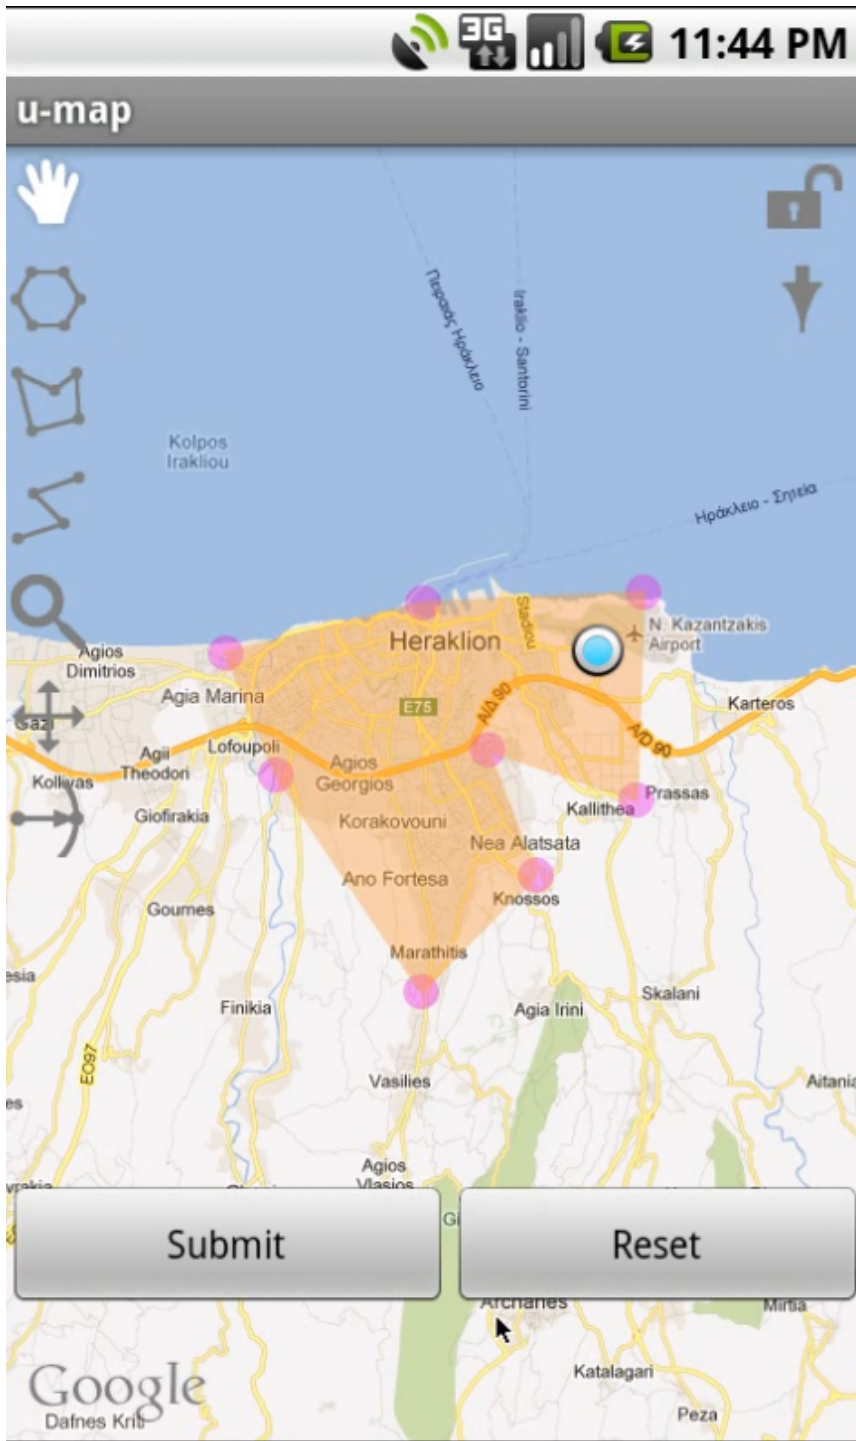 3G
11:44 PM
u-map
Πειραιάς Ηράκλειο
Iraklio - Santorini
Kolpos
Irakliou
Ηράκλειο - Σητεία
Stadiou
Heraklion
N. Kazantzakis
Airport
Agios
Dimitrios
Agia Marina
E75
Α/Δ 90
Karteros
Gazi
A/D 90
Lofoupoli
Agii
Theodori
Agios
Georgios
Kollyvas
Prassas
Kallithea
Giofirakia
Korakovouni
Nea Alatsata
Ano Fortesa
Knossos
Gournes
Marathitis
Skalani
Finikia
Agia Irini
EO97
Vasilies
Agios
Vlasios
Submit
Reset
Archanes
Mirtia
Katalagari
Google
Dafnes Kriti
Peza